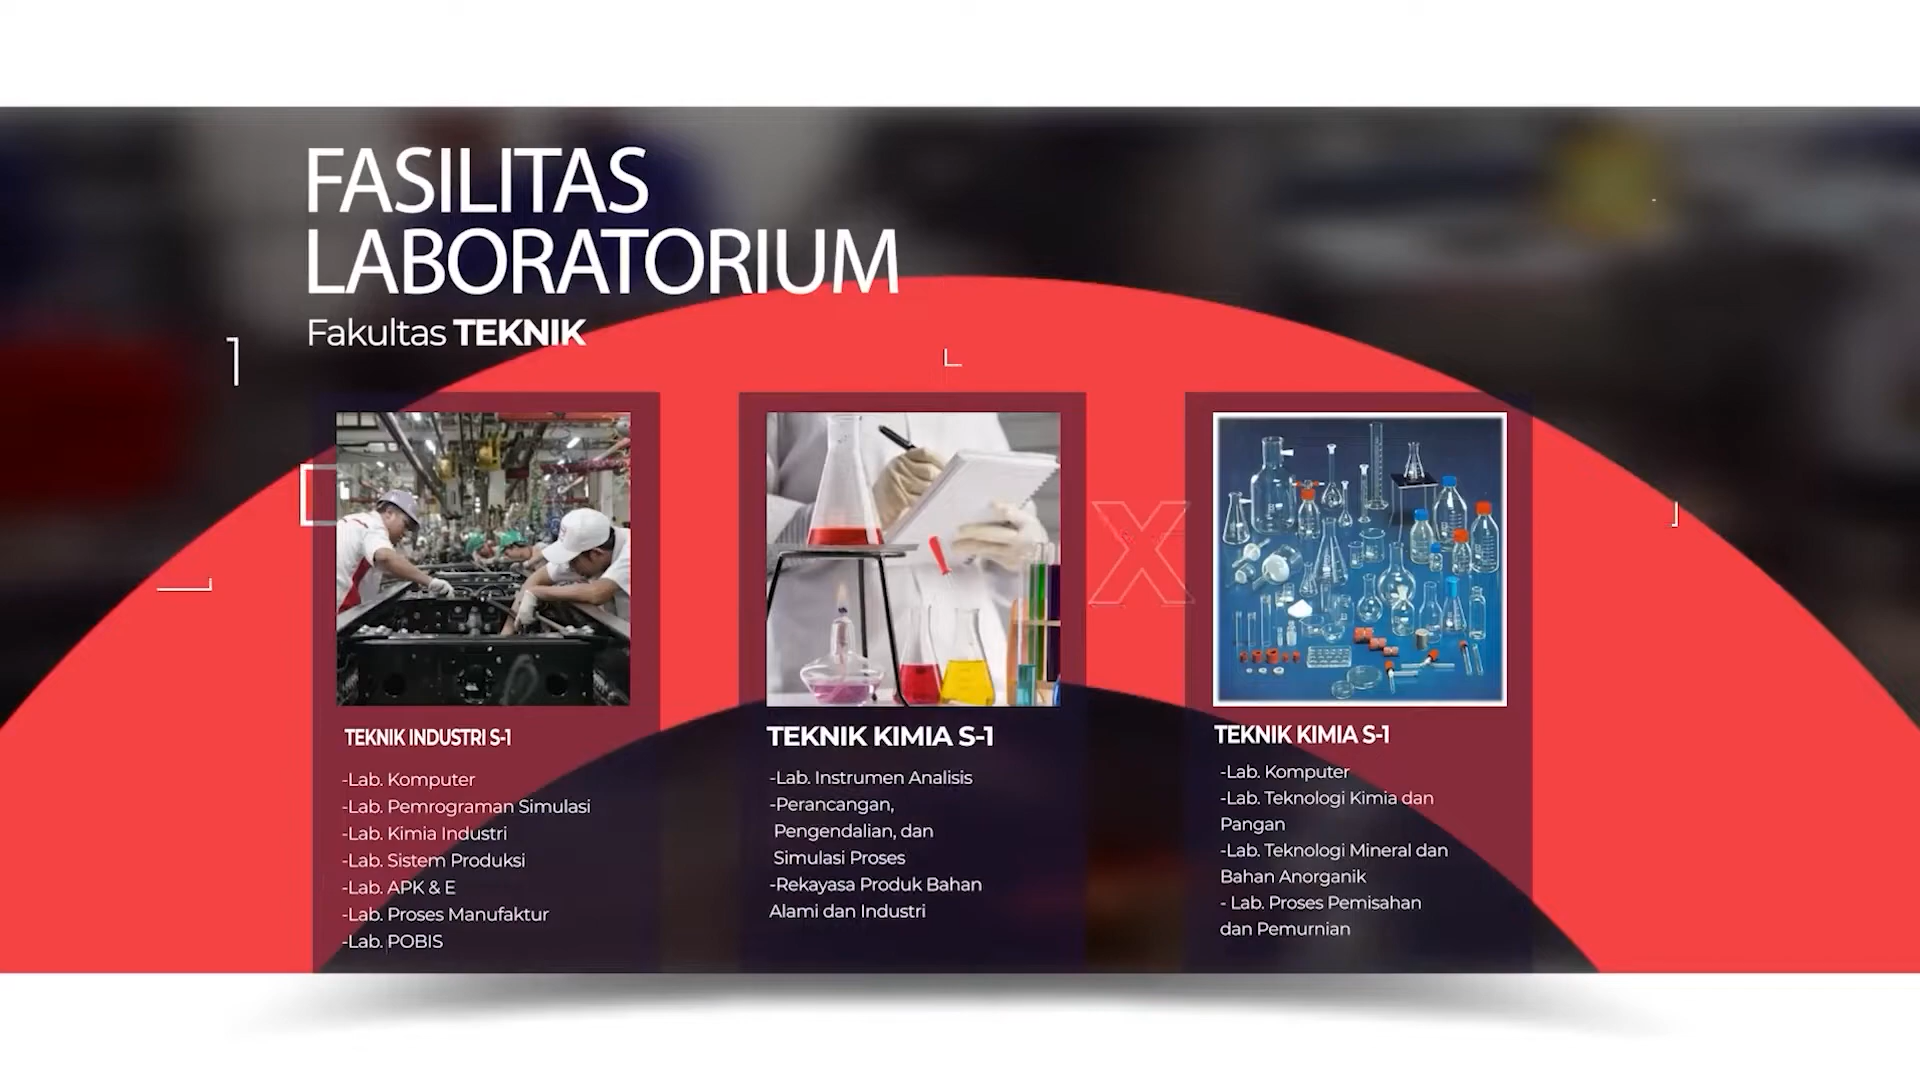 FASILITAS
LABORATORIUM
Fakultas TEKNIK
X
TEKNIK INDUSTRI S-1
-Lab. Komputer
-Lab. Pemrograman Simulasi
-Lab. Kimia Industri
-Lab. Sistem Produksi
-Lab. APK & E
-Lab. Proses Manufaktur
-Lab. POBIS
TEKNIK KIMIA S-1
-Lab. Instrumen Analisis
-Perancangan,
Pengendalian, dan
Simulasi Proses
-Rekayasa Produk Bahan
Alami dan Industri
TEKNIK KIMIA S-1
-Lab. Komputer
-Lab. Teknologi Kimia dan
Pangan
-Lab. Teknologi Mineral dan
Bahan Anorganik
- Lab. Proses Pemisahan
dan Pemurnian